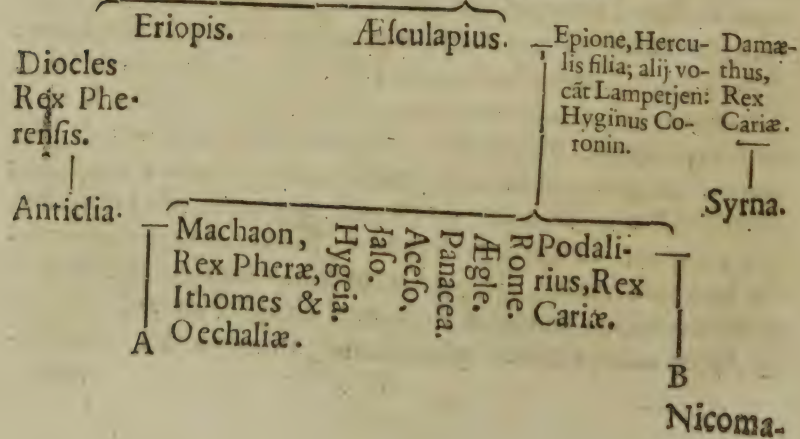 Eriopis.
Æſculapius.
Epione, Hercu-
lis filia; alij vo-
cāt Lampetjen:
Hyginus Co-
ronin.
Damæ-
thus,
Rex
Cariæ.
Diocles
Rex Phe-
renſis.
Anticlia.
Syrna.
Machaon,
Rex Pheræ,
Ithomes &
Oechaliæ.
Hygeia.
Jaſo.
Aceſo.
Panacea.
Ægle.
Rome.
Podali-
rius, Rex
Cariæ.
A
B
Nicoma-